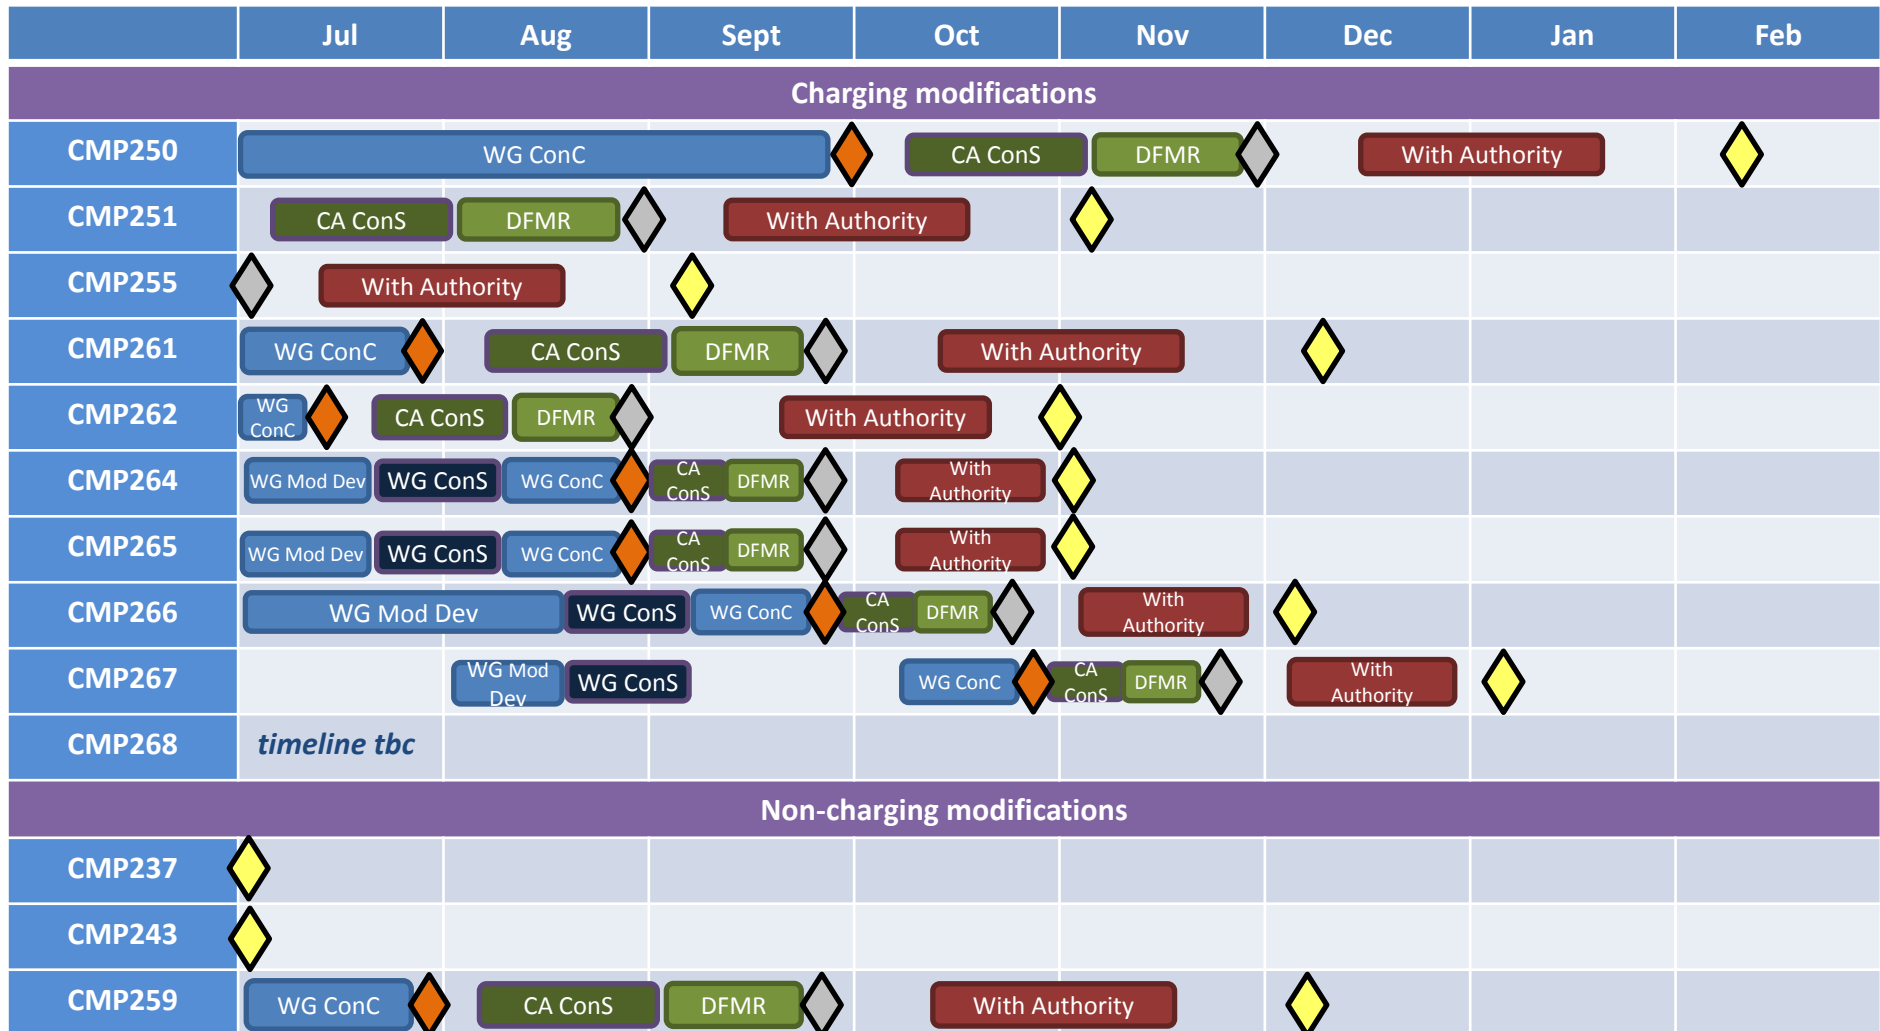 Jul Aug Sept Oct Nov Dec Jan Feb
Charging modifications
CMP250 WG ConC CA ConS DFMR With Authority
CMP251 CA ConS DFMR With Authority
CMP255 With Authority
CMP261 WG ConC CA ConS DFMR With Authority
CMP262 WG ConC CA ConS DFMR With Authority
CMP264 WG Mod Dev WG ConS WG ConC CA ConS DFMR With Authority
CMP265 WG Mod Dev WG ConS WG ConC CA ConS DFMR With Authority
CMP266 WG Mod Dev WG ConS WG ConC CA ConS DFMR With Authority
CMP267 WG Mod Dev WG ConS WG ConC CA ConS DFMR With Authority
CMP268 timeline tbc
Non-charging modifications
CMP237
CMP243
CMP259 WG ConC CA ConS DFMR With Authority